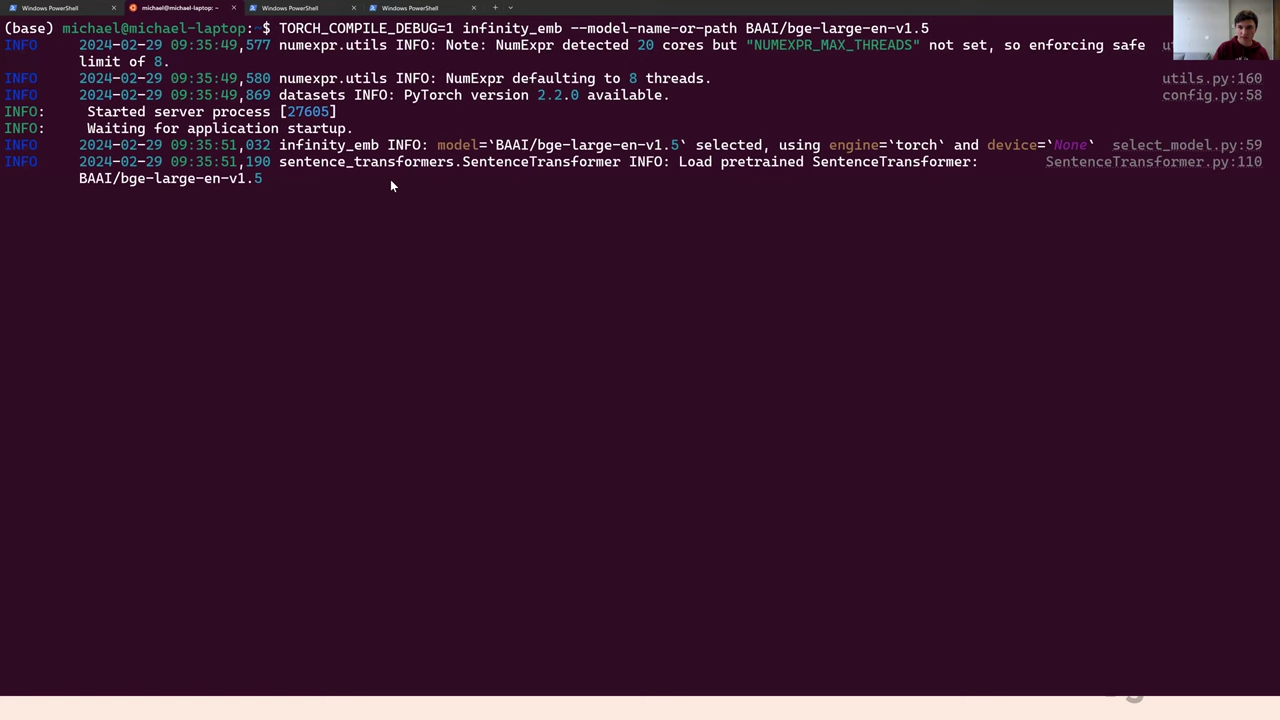 Windows PowerShell
michael@michael-laptop: ~
Windows PowerShell
Windows PowerShell
(base) michael@michael-laptop:~$ TORCH_COMPILE_DEBUG=1 infinity_emb --model-name-or-path BAAI/bge-large-en-v1.5
INFO 2024-02-29 09:35:49,577 numexpr.utils INFO: Note: NumExpr detected 20 cores but "NUMEXPR_MAX_THREADS" not set, so enforcing safe
limit of 8.
INFO 2024-02-29 09:35:49,580 numexpr.utils INFO: NumExpr defaulting to 8 threads. utils.py:160
INFO 2024-02-29 09:35:49,869 datasets INFO: PyTorch version 2.2.0 available. config.py:58
INFO: Started server process [27605]
INFO: Waiting for application startup.
INFO 2024-02-29 09:35:51,032 infinity_emb INFO: model=`BAAI/bge-large-en-v1.5` selected, using engine=`torch` and device=`None` select_model.py:59
INFO 2024-02-29 09:35:51,190 sentence_transformers.SentenceTransformer INFO: Load pretrained SentenceTransformer: SentenceTransformer.py:110
BAAI/bge-large-en-v1.5